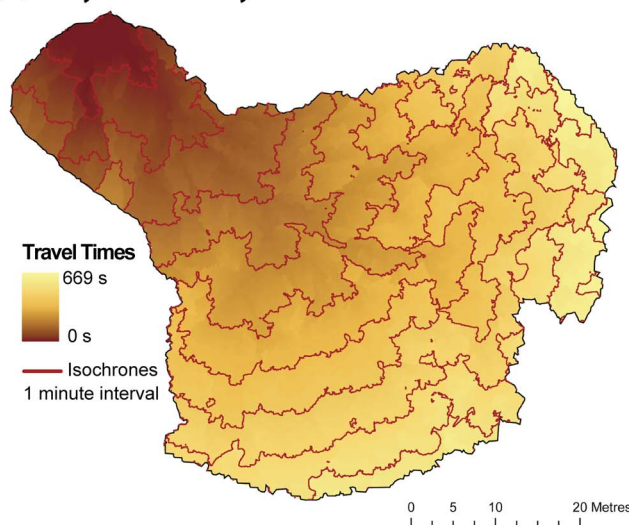 Travel Times
669 s
0 s
Isochrones
1 minute interval
0 5 10 20 Metres